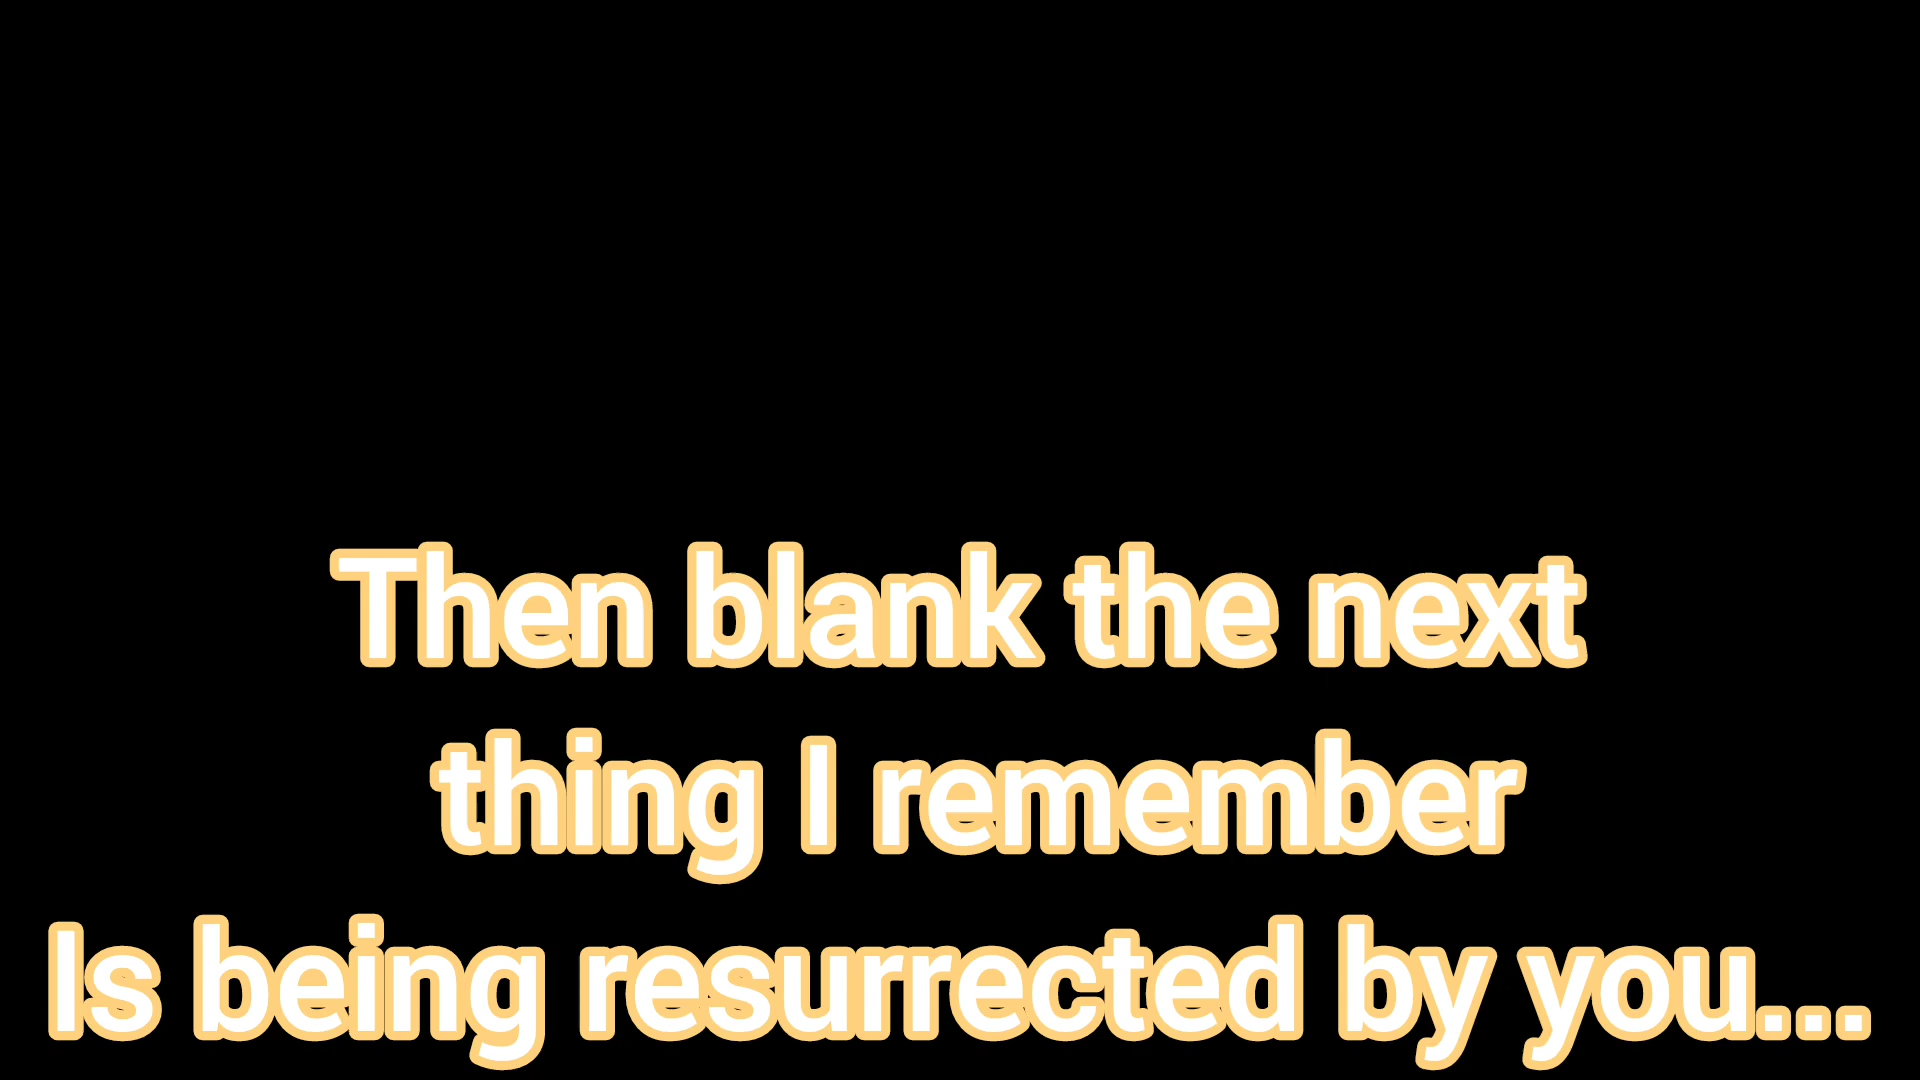 Then blank the next
thing I remember
Is being resurrected by you...